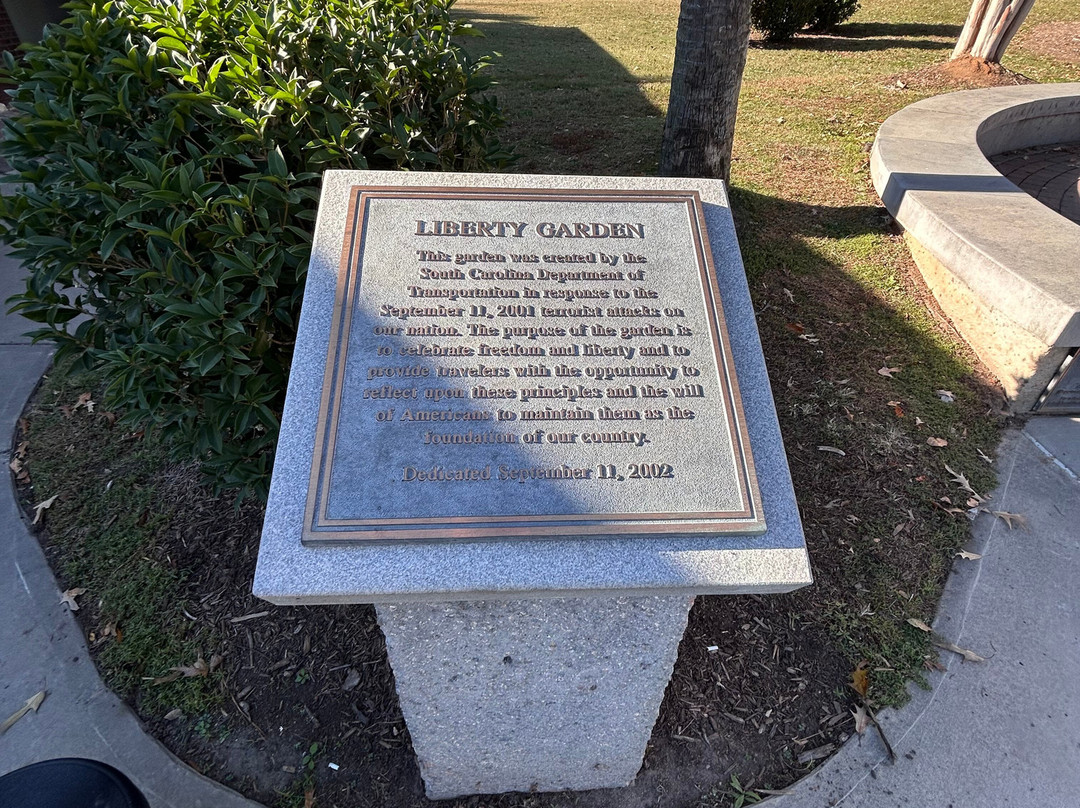 LIBERTY GARDEN
This garden was created by the
South Carolina Department of
Transportation in response to the
September 11, 2001 terrorist attacks on
our nation. The purpose of the garden is
to celebrate freedom and liberty and to
provide travelers with the opportunity to
reflect upon these principles and the will
of Americans to maintain them as the
foundation of our country.
Dedicated September 11, 2002